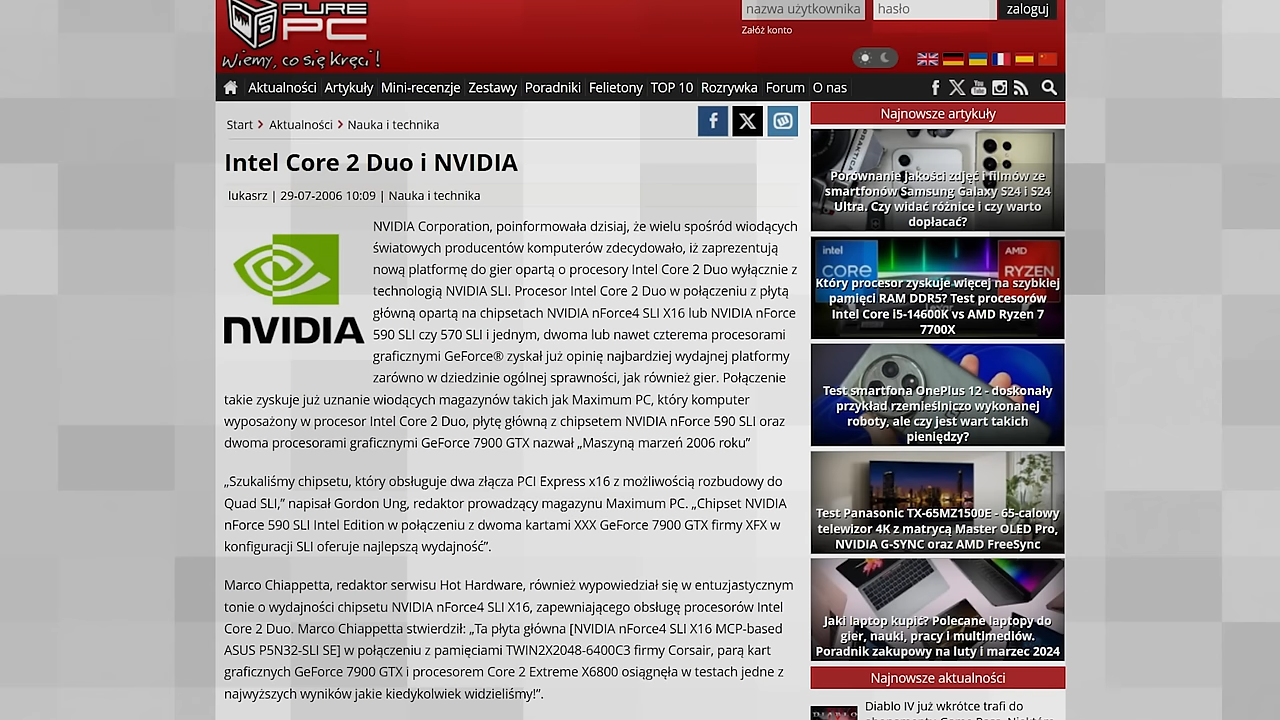 PURE
PC
Wiemy, co się kręci!
nazwa użytkownika
hasło
zaloguj
Załóż konto
Aktualności Artykuły Mini-recenzje Zestawy Poradniki Felietony TOP 10 Rozrywka Forum O nas
Start > Aktualności > Nauka i technika
Intel Core 2 Duo i NVIDIA
lukasrz | 29-07-2006 10:09 | Nauka i technika
NVIDIA
NVIDIA Corporation, poinformowała dzisiaj, że wielu spośród wiodących
światowych producentów komputerów zdecydowało, iż zaprezentują
nową platformę do gier opartą o procesory Intel Core 2 Duo wyłącznie z
technologią NVIDIA SLI. Procesor Intel Core 2 Duo w połączeniu z płytą
główną opartą na chipsetach NVIDIA nForce4 SLI X16 lub NVIDIA nForce
590 SLI czy 570 SLI i jednym, dwoma lub nawet czterema procesorami
graficznymi GeForce® zyskał już opinię najbardziej wydajnej platformy
zarówno w dziedzinie ogólnej sprawności, jak również gier. Połączenie
takie zyskuje już uznanie wiodących magazynów takich jak Maximum PC, który komputer
wyposażony w procesor Intel Core 2 Duo, płytę główną z chipsetem NVIDIA nForce 590 SLI oraz
dwoma procesorami graficznymi GeForce 7900 GTX nazwał „Maszyną marzeń 2006 roku”
„Szukaliśmy chipsetu, który obsługuje dwa złącza PCI Express x16 z możliwością rozbudowy do
Quad SLI,” napisał Gordon Ung, redaktor prowadzący magazynu Maximum PC. „Chipset NVIDIA
nForce 590 SLI Intel Edition w połączeniu z dwoma kartami XXX GeForce 7900 GTX firmy XFX w
konfiguracji SLI oferuje najlepszą wydajność”.
Marco Chiappetta, redaktor serwisu Hot Hardware, również wypowiedział się w entuzjastycznym
tonie o wydajności chipsetu NVIDIA nForce4 SLI X16, zapewniającego obsługę procesorów Intel
Core 2 Duo. Marco Chiappetta stwierdził: „Ta płyta główna [NVIDIA nForce4 SLI X16 MCP-based
ASUS P5N32-SLI SE] w połączeniu z pamięciami TWIN2X2048-6400C3 firmy Corsair, parą kart
graficznych GeForce 7900 GTX i procesorem Core 2 Extreme X6800 osiągnęła w testach jedne z
najwyższych wyników jakie kiedykolwiek widzieliśmy!”.
Najnowsze artykuły
Porównanie jakości zdjęć i filmów ze
smartfonów Samsung Galaxy S24 i S24
Ultra. Czy widać różnice i czy warto
dopłacać?
intel
CORE
AMD
RYZEN
Który procesor zyskuje więcej na szybkiej
pamięci RAM DDR5? Test procesorów
Intel Core i5-14600K vs AMD Ryzen 7
7700X
Test smartfona OnePlus 12 - doskonały
przykład rzemieślniczo wykonanej
roboty, ale czy jest wart takich
pieniędzy?
Test Panasonic TX-65MZ1500E - 65-calowy
telewizor 4K z matrycą Master OLED Pro,
NVIDIA G-SYNC oraz AMD FreeSync
Jaki laptop kupić? Polecane laptopy do
gier, nauki, pracy i multimediów.
Poradnik zakupowy na luty i marzec 2024
Najnowsze aktualności
Diablo IV już wkrótce trafi do